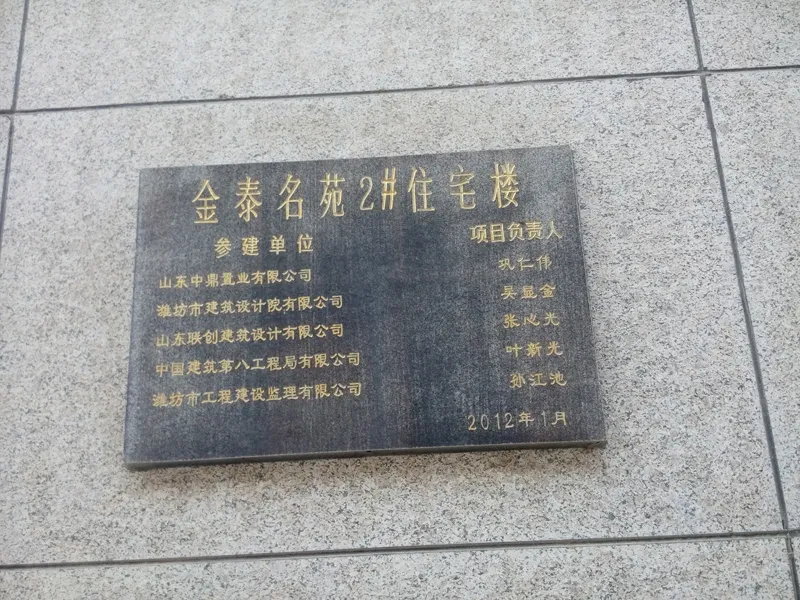 金泰名苑2#住宅楼
参建单位 项目负责人
山东中鼎置业有限公司 巩仁伟
潍坊市建筑设计院有限公司 吴显金
山东联创建筑设计有限公司 张心光
中国建筑第八工程局有限公司 叶新光
潍坊市工程建设监理有限公司 孙江池
2012年1月